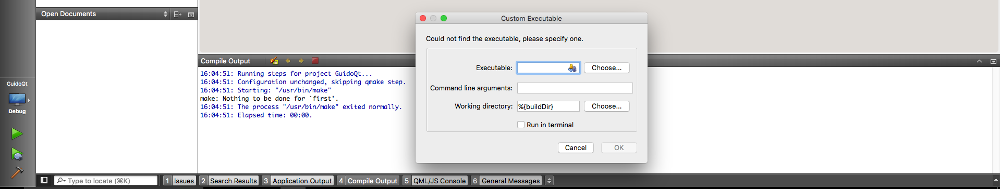 Open Documents
Custom Executable
Could not find the executable, please specify one.
Executable:
Choose...
Command line arguments:
Working directory:
%{buildDir}
Choose...
Run in terminal
Cancel
OK
Compile Output
16:04:51: Running steps for project GuidoQt...
16:04:51: Configuration unchanged, skipping qmake step.
16:04:51: Starting: "/usr/bin/make"
make: Nothing to be done for `first'.
16:04:51: The process "/usr/bin/make" exited normally.
16:04:51: Elapsed time: 00:00.
GuidoQt
Debug
Type to locate (⌘K)
1 Issues
2 Search Results
3 Application Output
4 Compile Output
5 QML/JS Console
6 General Messages